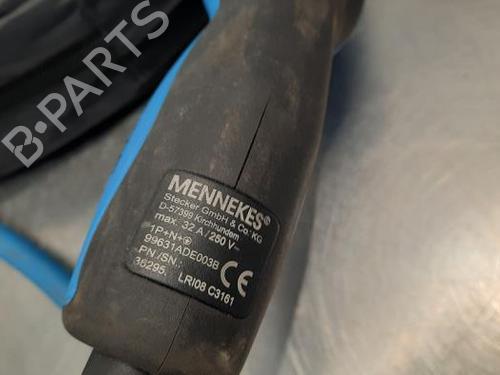 B-PARTS
MENNEKES®
Stecker GmbH & Co. KG
D-57399 Kirchhundem
max. 32 A / 250 V~
1P+N+⏚
99631ADE003B
PN /SN.:
36295. LRI08 C3161
CE